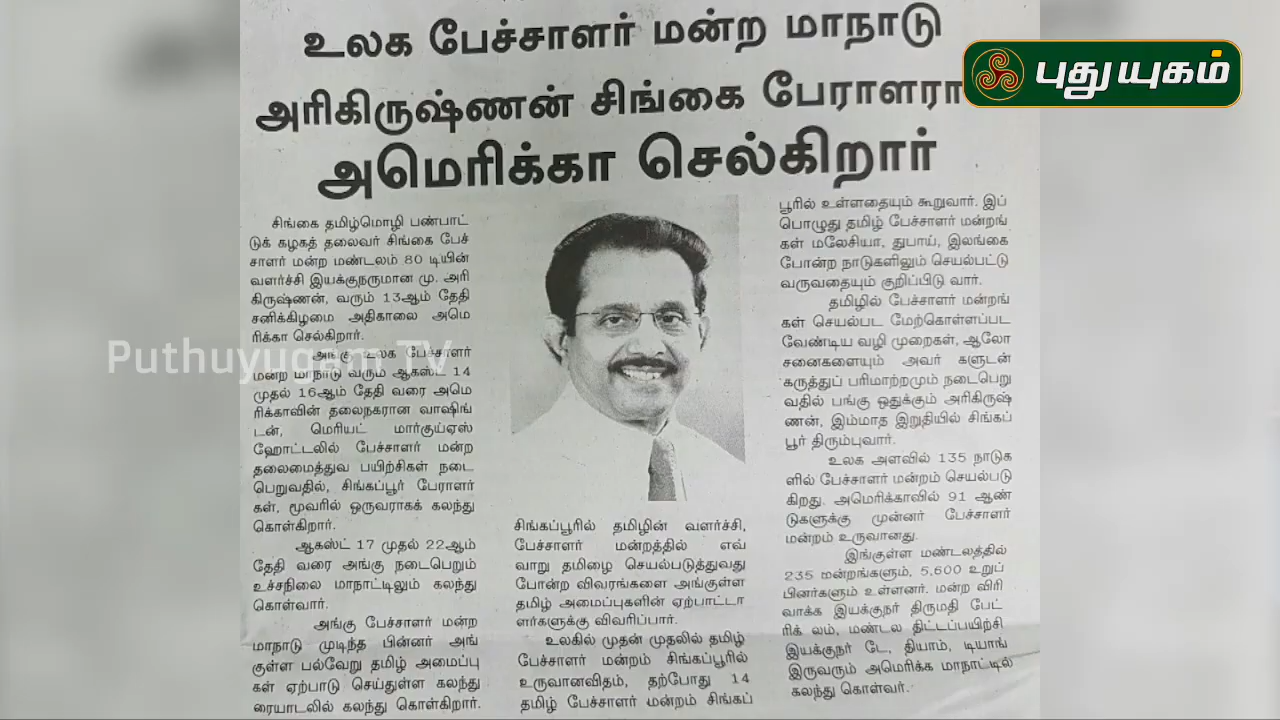 உலக பேச்சாளர் மன்ற மாநாடு
அரிகிருஷ்ணன் சிங்கை பேராளரா
அமெரிக்கா செல்கிறார்
புதுயுகம்
Puthuyugam TV
சிங்கை தமிழ்மொழி பண்பாட்
டுக் கழகத் தலைவர் சிங்கை பேச்
சாளர் மன்ற மண்டலம் 80 டியின்
வளர்ச்சி இயக்குநருமான மு. அரி
கிருஷ்ணன், வரும் 13ஆம் தேதி
சனிக்கிழமை அதிகாலை அமெ
ரிக்கா செல்கிறார்.
அங்கு உலக பேச்சாளர்
மன்ற மாநாடு வரும் ஆகஸ்ட் 14
முதல் 16ஆம் தேதி வரை அமெ
ரிக்காவின் தலைநகரான வாஷிங்
டன், மெரியட் மார்குய்ஏஸ்
ஹோட்டலில் பேச்சாளர் மன்ற
தலைமைத்துவ பயிற்சிகள் நடை
பெறுவதில், சிங்கப்பூர் பேராளர்
கள், மூவரில் ஒருவராகக் கலந்து
கொள்கிறார்.
ஆகஸ்ட் 17 முதல் 22ஆம்
தேதி வரை அங்கு நடைபெறும்
உச்சநிலை மாநாட்டிலும் கலந்து
கொள்வார்.
அங்கு பேச்சாளர் மன்ற
மாநாடு முடிந்த பின்னர் அங்
குள்ள பல்வேறு தமிழ் அமைப்பு
கள் ஏற்பாடு செய்துள்ள கலந்து
ரையாடலில் கலந்து கொள்கிறார்.
சிங்கப்பூரில் தமிழின் வளர்ச்சி,
பேச்சாளர் மன்றத்தில் எவ்
வாறு தமிழை செயல்படுத்துவது
போன்ற விவரங்களை அங்குள்ள
தமிழ் அமைப்புகளின் ஏற்பாட்டா
ளர்களுக்கு விவரிப்பார்.
உலகில் முதன் முதலில் தமிழ்
பேச்சாளர் மன்றம் சிங்கப்பூரில்
உருவானவிதம், தற்போது 14
தமிழ் பேச்சாளர் மன்றம் சிங்கப்
பூரில் உள்ளதையும் கூறுவார். இப்
பொழுது தமிழ் பேச்சாளர் மன்றங்
கள் மலேசியா, துபாய், இலங்கை
போன்ற நாடுகளிலும் செயல்பட்டு
வருவதையும் குறிப்பிடு வார்.
தமிழில் பேச்சாளர் மன்றங்
கள் செயல்பட மேற்கொள்ளப்பட
வேண்டிய வழி முறைகள், ஆலோ
சனைகளையும் அவர் களுடன்
கருத்துப் பரிமாற்றமும் நடைபெறு
வதில் பங்கு ஒதுக்கும் அரிகிருஷ்
ணன், இம்மாத இறுதியில் சிங்கப்
பூர் திரும்புவார்.
உலக அளவில் 135 நாடுக
ளில் பேச்சாளர் மன்றம் செயல்படு
கிறது. அமெரிக்காவில் 91 ஆண்
டுகளுக்கு முன்னர் பேச்சாளர்
மன்றம் உருவானது.
இங்குள்ள மண்டலத்தில்
235 மன்றங்களும், 5,600 உறுப்
பினர்களும் உள்ளனர். மன்ற விரி
வாக்க இயக்குநர் திருமதி பேட்
ரிக் லம், மண்டல திட்டப்பயிற்சி
இயக்குநர் டே, தியாம், டியாங்
இருவரும் அமெரிக்க மாநாட்டில்
கலந்து கொள்வர்.